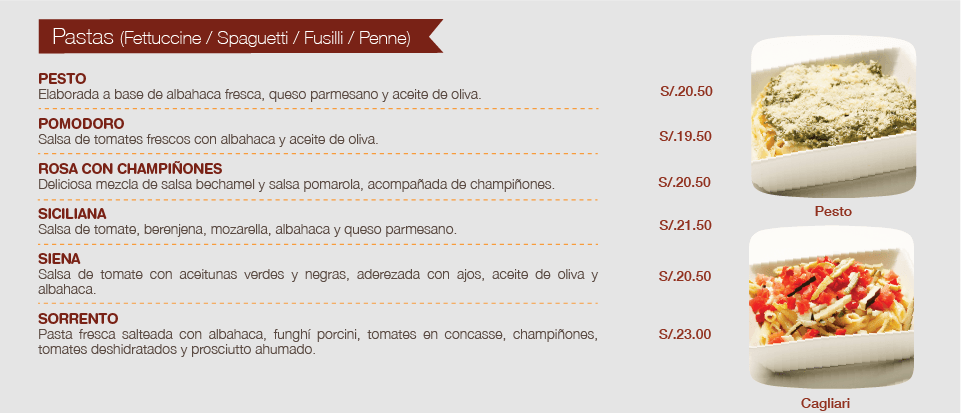 Pastas (Fettuccine / Spaguetti / Fusilli / Penne)
PESTO
Elaborada a base de albahaca fresca, queso parmesano y aceite de oliva.
S/.20.50
POMODORO
Salsa de tomates frescos con albahaca y aceite de oliva.
S/.19.50
ROSA CON CHAMPIÑONES
Deliciosa mezcla de salsa bechamel y salsa pomarola, acompañada de champiñones.
S/.20.50
SICILIANA
Salsa de tomate, berenjena, mozarella, albahaca y queso parmesano.
S/.21.50
SIENA
Salsa de tomate con aceitunas verdes y negras, aderezada con ajos, aceite de oliva y
albahaca.
S/.20.50
SORRENTO
Pasta fresca salteada con albahaca, funghí porcini, tomates en concasse, champiñones,
tomates deshidratados y prosciutto ahumado.
S/.23.00
Pesto
Cagliari